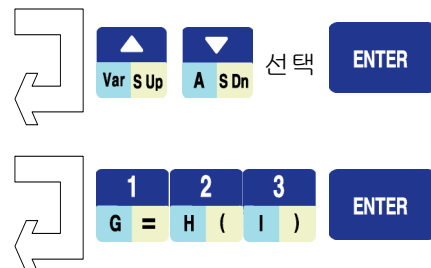 Var S Up A S Dn 선택 ENTER
1 2 3
G = H ( I ) ENTER